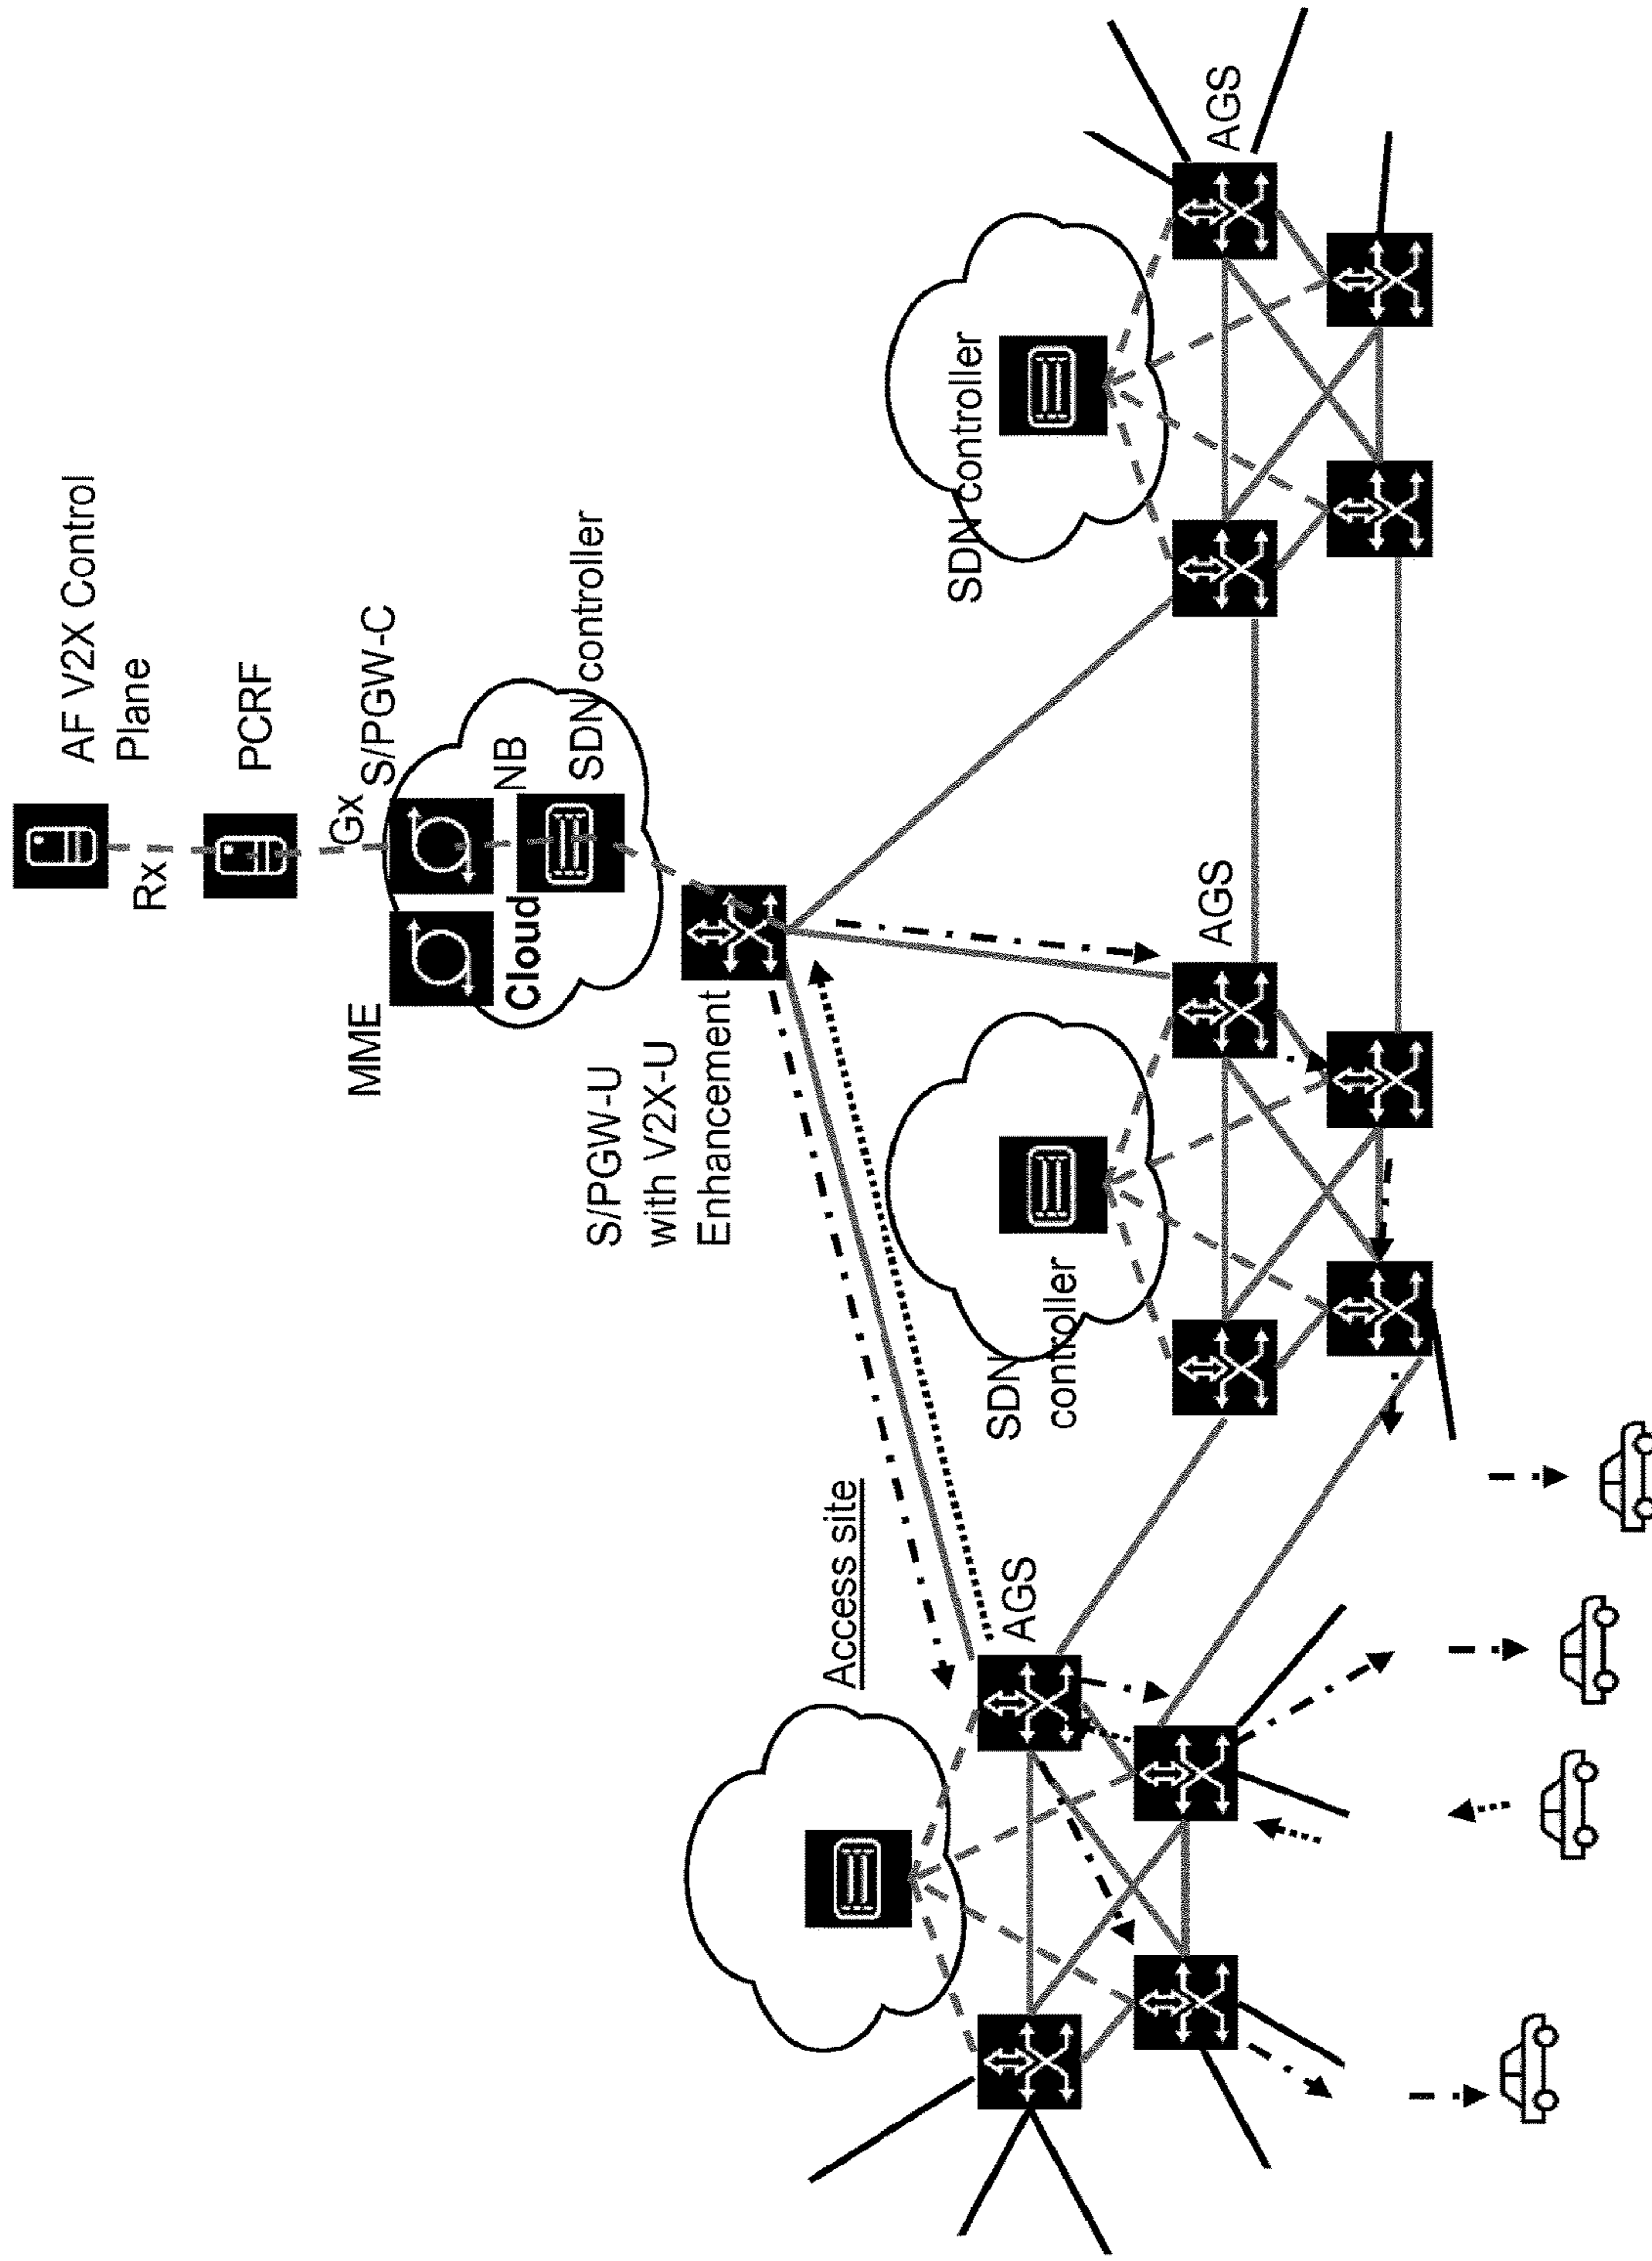 AF V2X Control
Plane
Rx
PCRF
Gx
S/PGW-C
MME
NB
Cloud
SDN controller
S/PGW-U
with V2X-U
Enhancement
Access site
AGS
SDN
controller
AGS
SDN controller
AGS